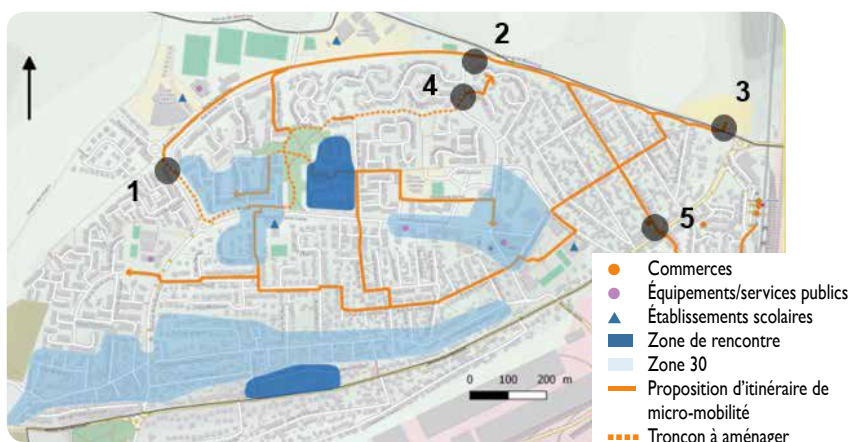 2
4
3
1
5
Commerces
Équipements/services publics
Établissements scolaires
Zone de rencontre
Zone 30
Proposition d'itinéraire de
micro-mobilité
Tronçon à aménager
0 100 200 m